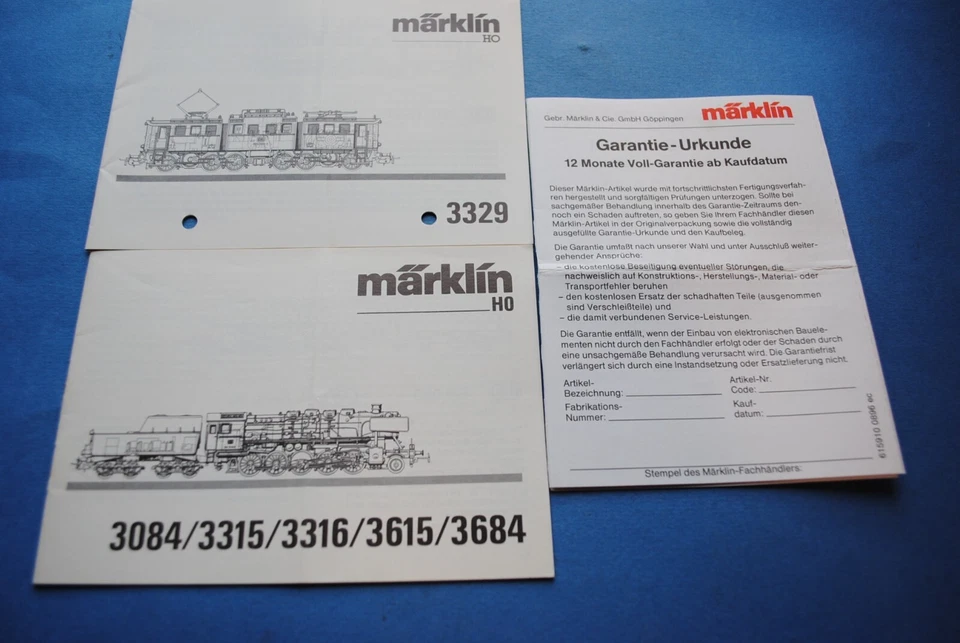 märklin
HO
3329
märklin
HO
3084/3315/3316/3615/3684
märklin
Gebr. Märklin & Cie. GmbH Göppingen
Garantie-Urkunde
12 Monate Voll-Garantie ab Kaufdatum
Dieser Märklin-Artikel wurde mit fortschrittlichsten Fertigungsverfah-
ren hergestellt und sorgfältigen Prüfungen unterzogen. Sollte bei
sachgemäßer Behandlung innerhalb des Garantie-Zeitraums den-
noch ein Schaden auftreten, so geben Sie Ihrem Fachhändler diesen
Märklin-Artikel in der Originalverpackung sowie die vollständig
ausgefüllte Garantie-Urkunde und den Kaufbeleg.
Die Garantie umfaßt nach unserer Wahl und unter Ausschluß weiter-
gehender Ansprüche:
– die kostenlose Beseitigung eventueller Störungen, die
nachweislich auf Konstruktions-, Herstellungs-, Material- oder
Transportfehler beruhen
– den kostenlosen Ersatz der schadhaften Teile (ausgenommen
sind Verschleißteile) und
– die damit verbundenen Service-Leistungen.
Die Garantie entfällt, wenn der Einbau von elektronischen Bauele-
menten nicht durch den Fachhändler erfolgt oder der Schaden durch
eine unsachgemäße Behandlung verursacht wird. Die Garantiefrist
verlängert sich durch eine Instandsetzung oder Ersatzlieferung nicht.
Artikel-
Bezeichnung:
Artikel-Nr.
Code:
Fabrikations-
Nummer:
Kauf-
datum:
Stempel des Märklin-Fachhändlers:
615910 0896 ec